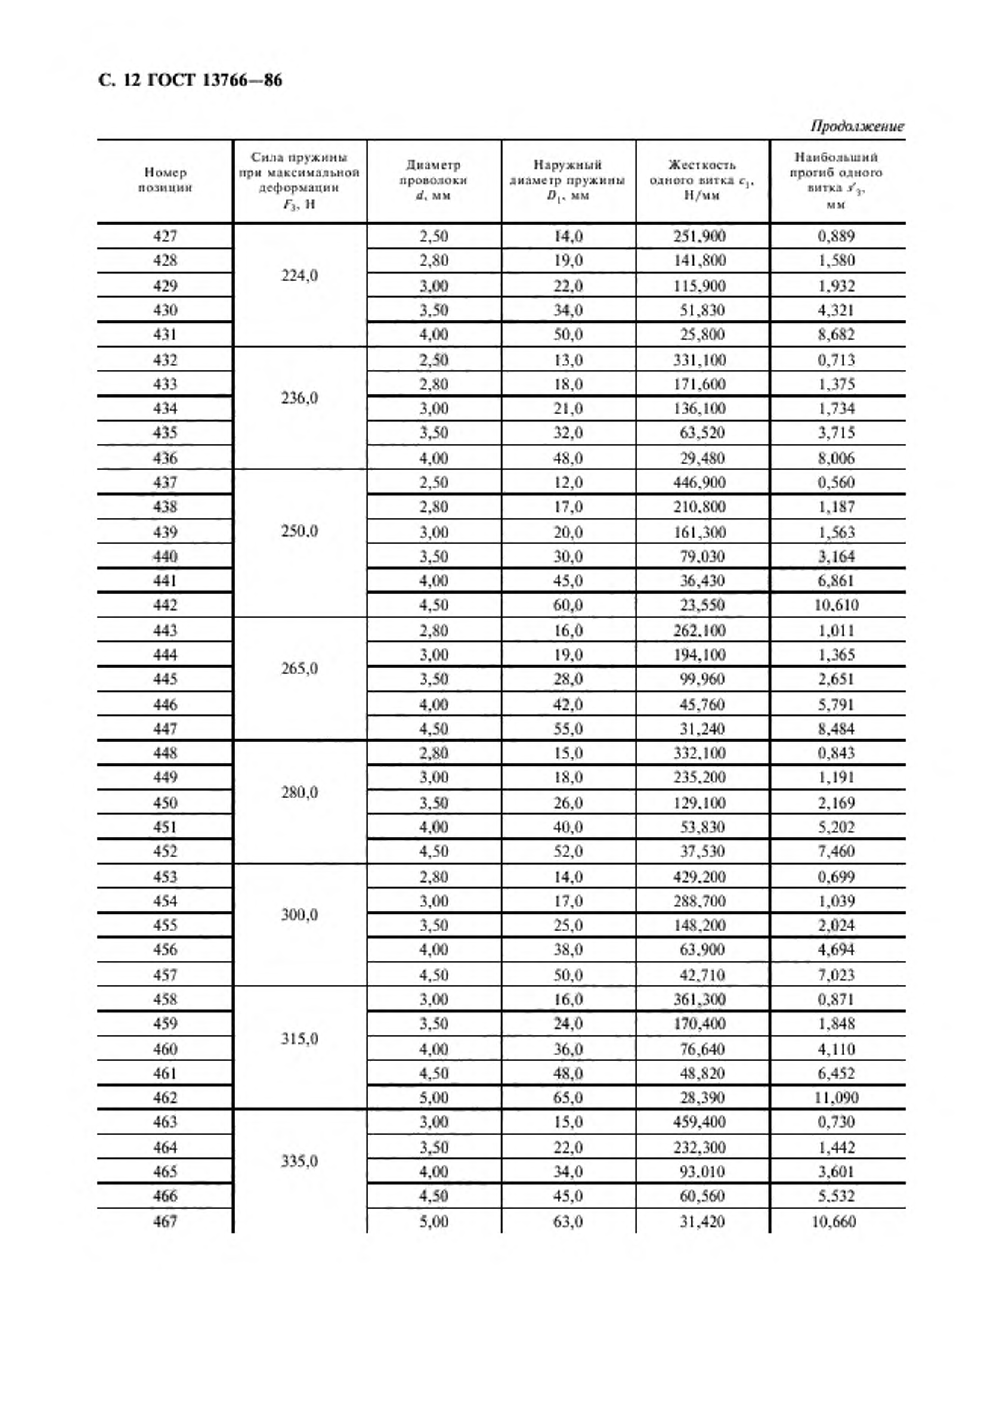 С. 12 ГОСТ 13766—86
Продолжение
Номер позиции | Сила пружины при максимальной деформации F₃, Н | Диаметр проволоки d, мм | Наружный диаметр пружины D₁, мм | Жесткость одного витка c₁, Н/мм | Наибольший прогиб одного витка s′₃, мм
427 | 224,0 | 2,50 | 14,0 | 251,900 | 0,889
428 | 2,80 | 19,0 | 141,800 | 1,580
429 | 3,00 | 22,0 | 115,900 | 1,932
430 | 3,50 | 34,0 | 51,830 | 4,321
431 | 4,00 | 50,0 | 25,800 | 8,682
432 | 236,0 | 2,50 | 13,0 | 331,100 | 0,713
433 | 2,80 | 18,0 | 171,600 | 1,375
434 | 3,00 | 21,0 | 136,100 | 1,734
435 | 3,50 | 32,0 | 63,520 | 3,715
436 | 4,00 | 48,0 | 29,480 | 8,006
437 | 250,0 | 2,50 | 12,0 | 446,900 | 0,560
438 | 2,80 | 17,0 | 210,800 | 1,187
439 | 3,00 | 20,0 | 161,300 | 1,563
440 | 3,50 | 30,0 | 79,030 | 3,164
441 | 4,00 | 45,0 | 36,430 | 6,861
442 | 4,50 | 60,0 | 23,550 | 10,610
443 | 265,0 | 2,80 | 16,0 | 262,100 | 1,011
444 | 3,00 | 19,0 | 194,100 | 1,365
445 | 3,50 | 28,0 | 99,960 | 2,651
446 | 4,00 | 42,0 | 45,760 | 5,791
447 | 4,50 | 55,0 | 31,240 | 8,484
448 | 280,0 | 2,80 | 15,0 | 332,100 | 0,843
449 | 3,00 | 18,0 | 235,200 | 1,191
450 | 3,50 | 26,0 | 129,100 | 2,169
451 | 4,00 | 40,0 | 53,830 | 5,202
452 | 4,50 | 52,0 | 37,530 | 7,460
453 | 300,0 | 2,80 | 14,0 | 429,200 | 0,699
454 | 3,00 | 17,0 | 288,700 | 1,039
455 | 3,50 | 25,0 | 148,200 | 2,024
456 | 4,00 | 38,0 | 63,900 | 4,694
457 | 4,50 | 50,0 | 42,710 | 7,023
458 | 315,0 | 3,00 | 16,0 | 361,300 | 0,871
459 | 3,50 | 24,0 | 170,400 | 1,848
460 | 4,00 | 36,0 | 76,640 | 4,110
461 | 4,50 | 48,0 | 48,820 | 6,452
462 | 5,00 | 65,0 | 28,390 | 11,090
463 | 335,0 | 3,00 | 15,0 | 459,400 | 0,730
464 | 3,50 | 22,0 | 232,300 | 1,442
465 | 4,00 | 34,0 | 93,010 | 3,601
466 | 4,50 | 45,0 | 60,560 | 5,532
467 | 5,00 | 63,0 | 31,420 | 10,660